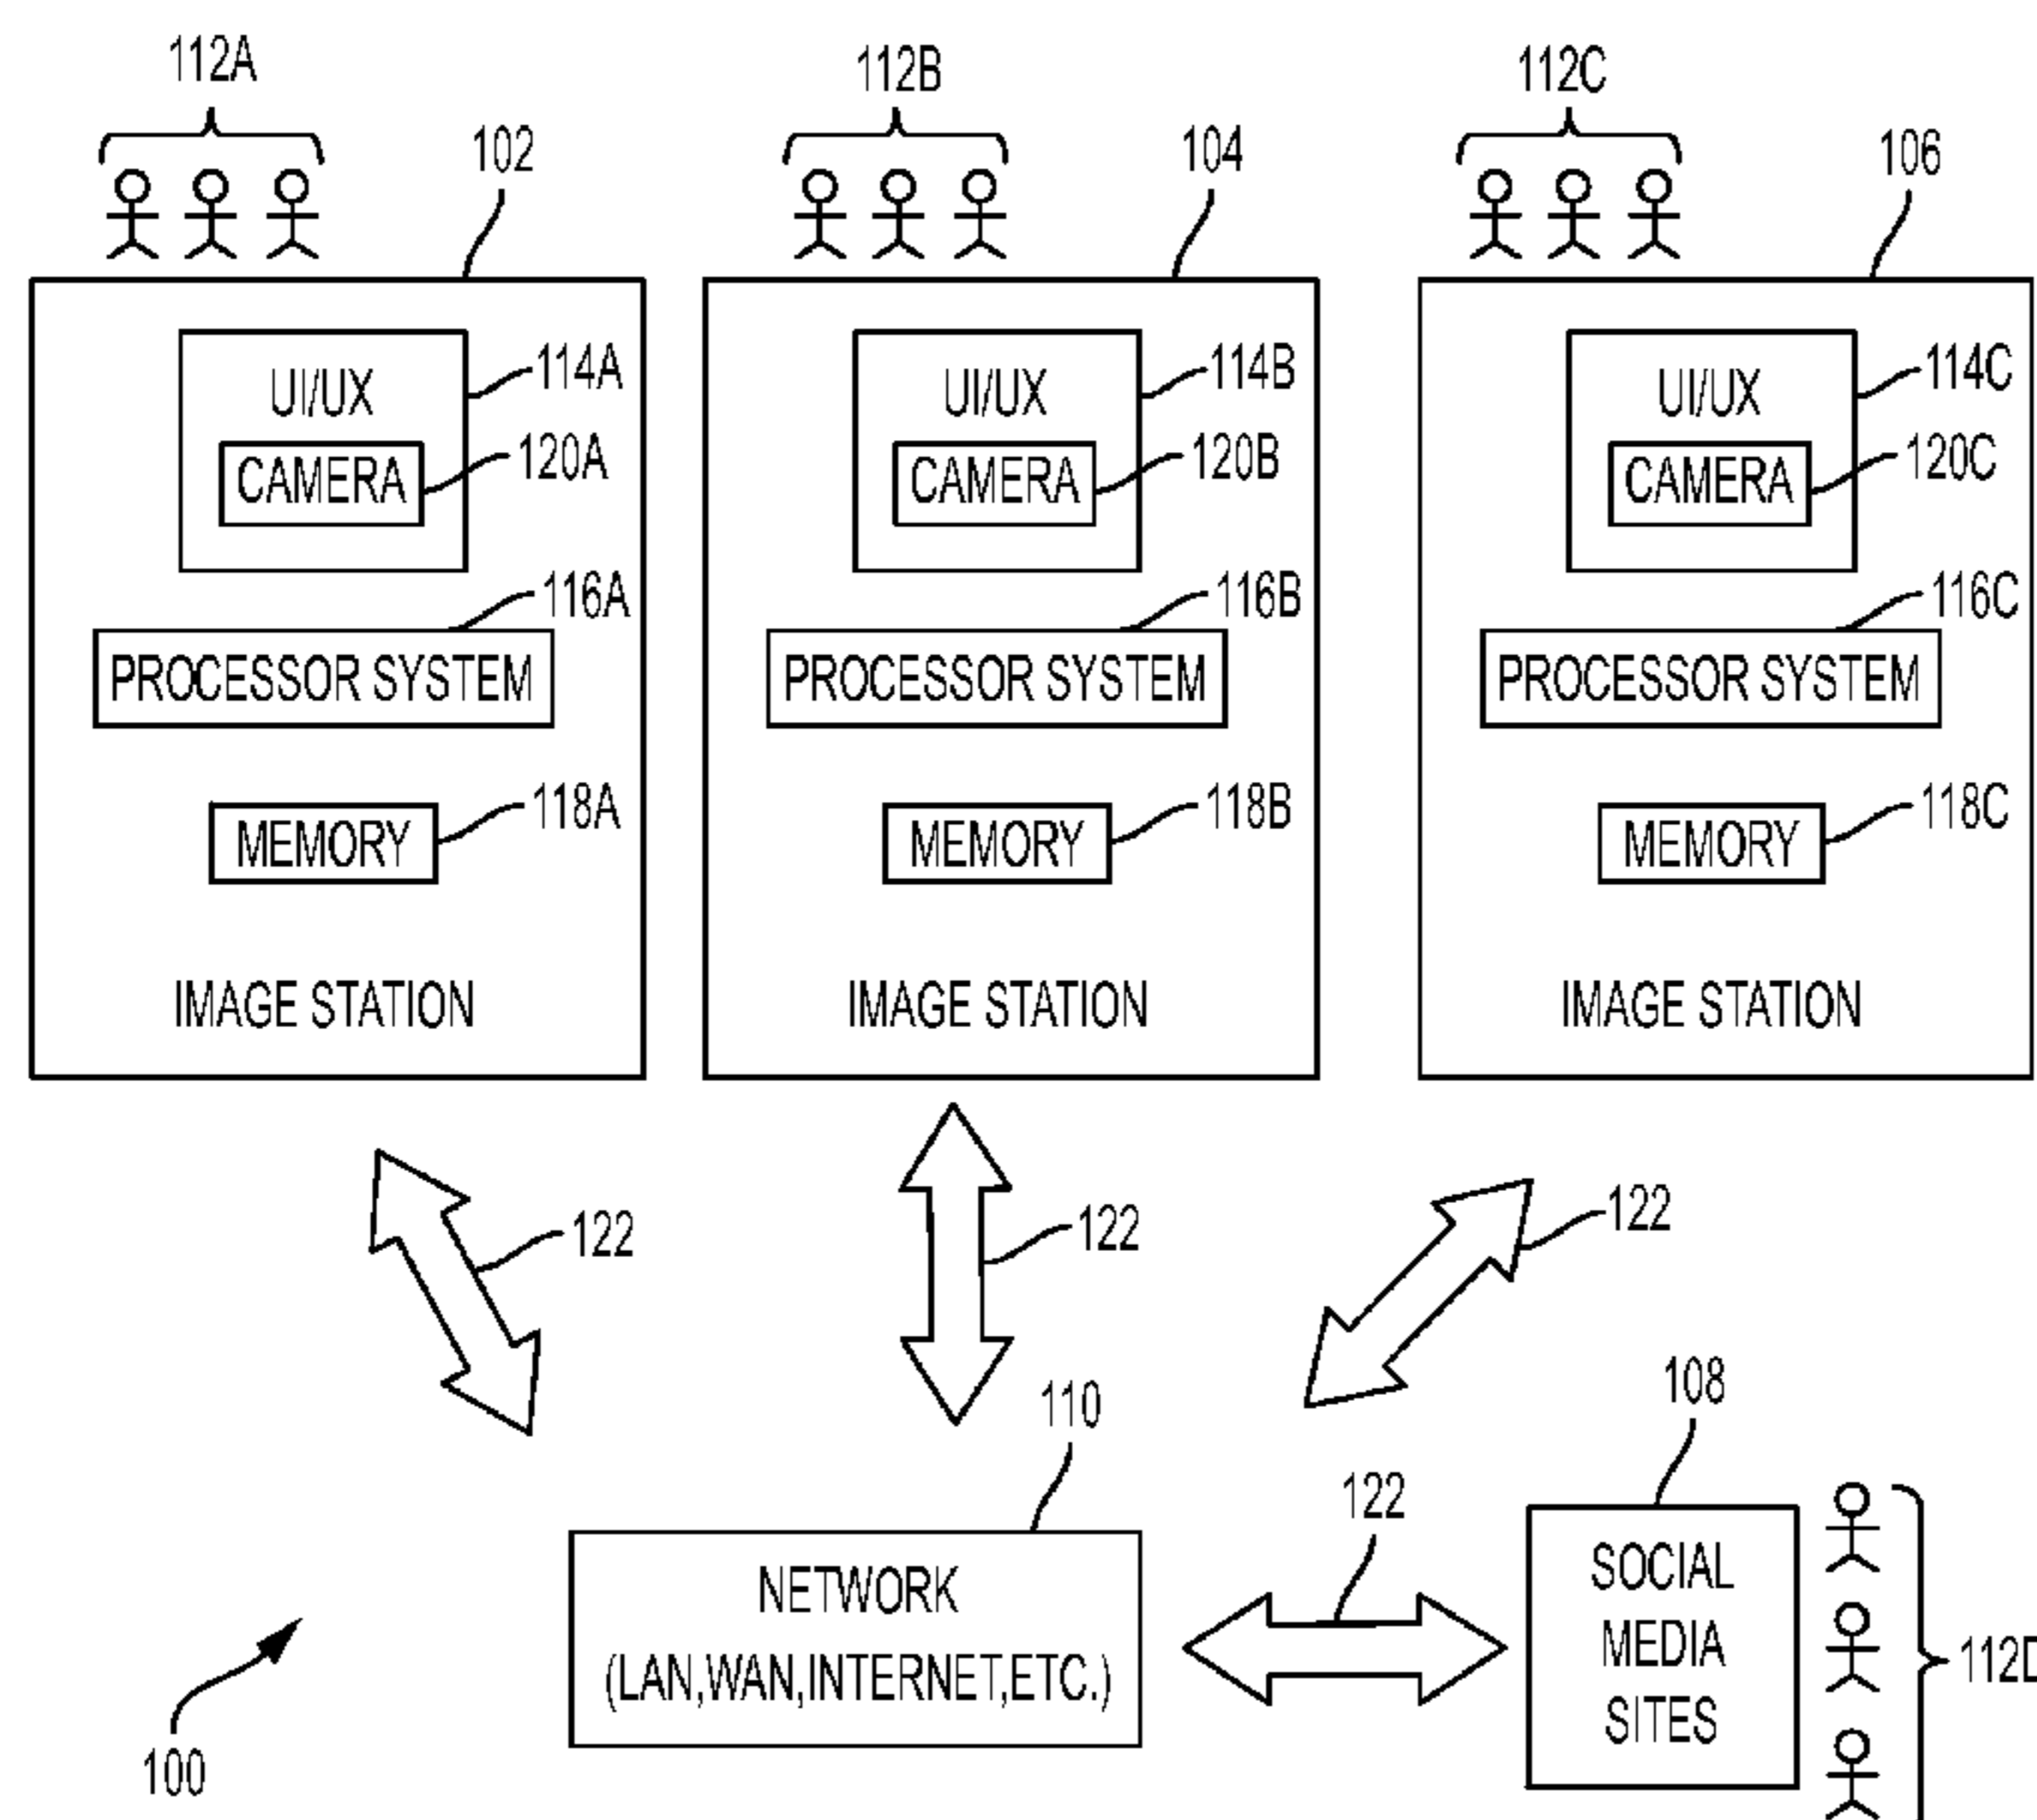 112A
112B
112C
102
104
106
UI/UX
114A
CAMERA
120A
116A
PROCESSOR SYSTEM
118A
MEMORY
IMAGE STATION
UI/UX
114B
CAMERA
120B
116B
PROCESSOR SYSTEM
118B
MEMORY
IMAGE STATION
UI/UX
114C
CAMERA
120C
116C
PROCESSOR SYSTEM
118C
MEMORY
IMAGE STATION
122
122
122
110
108
122
NETWORK
(LAN,WAN,INTERNET,ETC.)
SOCIAL
MEDIA
SITES
112D
100